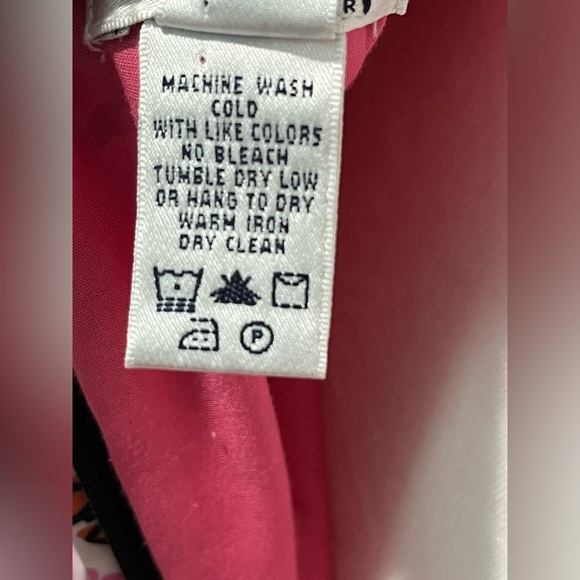 R
MACHINE WASH
COLD
WITH LIKE COLORS
NO BLEACH
TUMBLE DRY LOW
OR HANG TO DRY
WARM IRON
DRY CLEAN
P